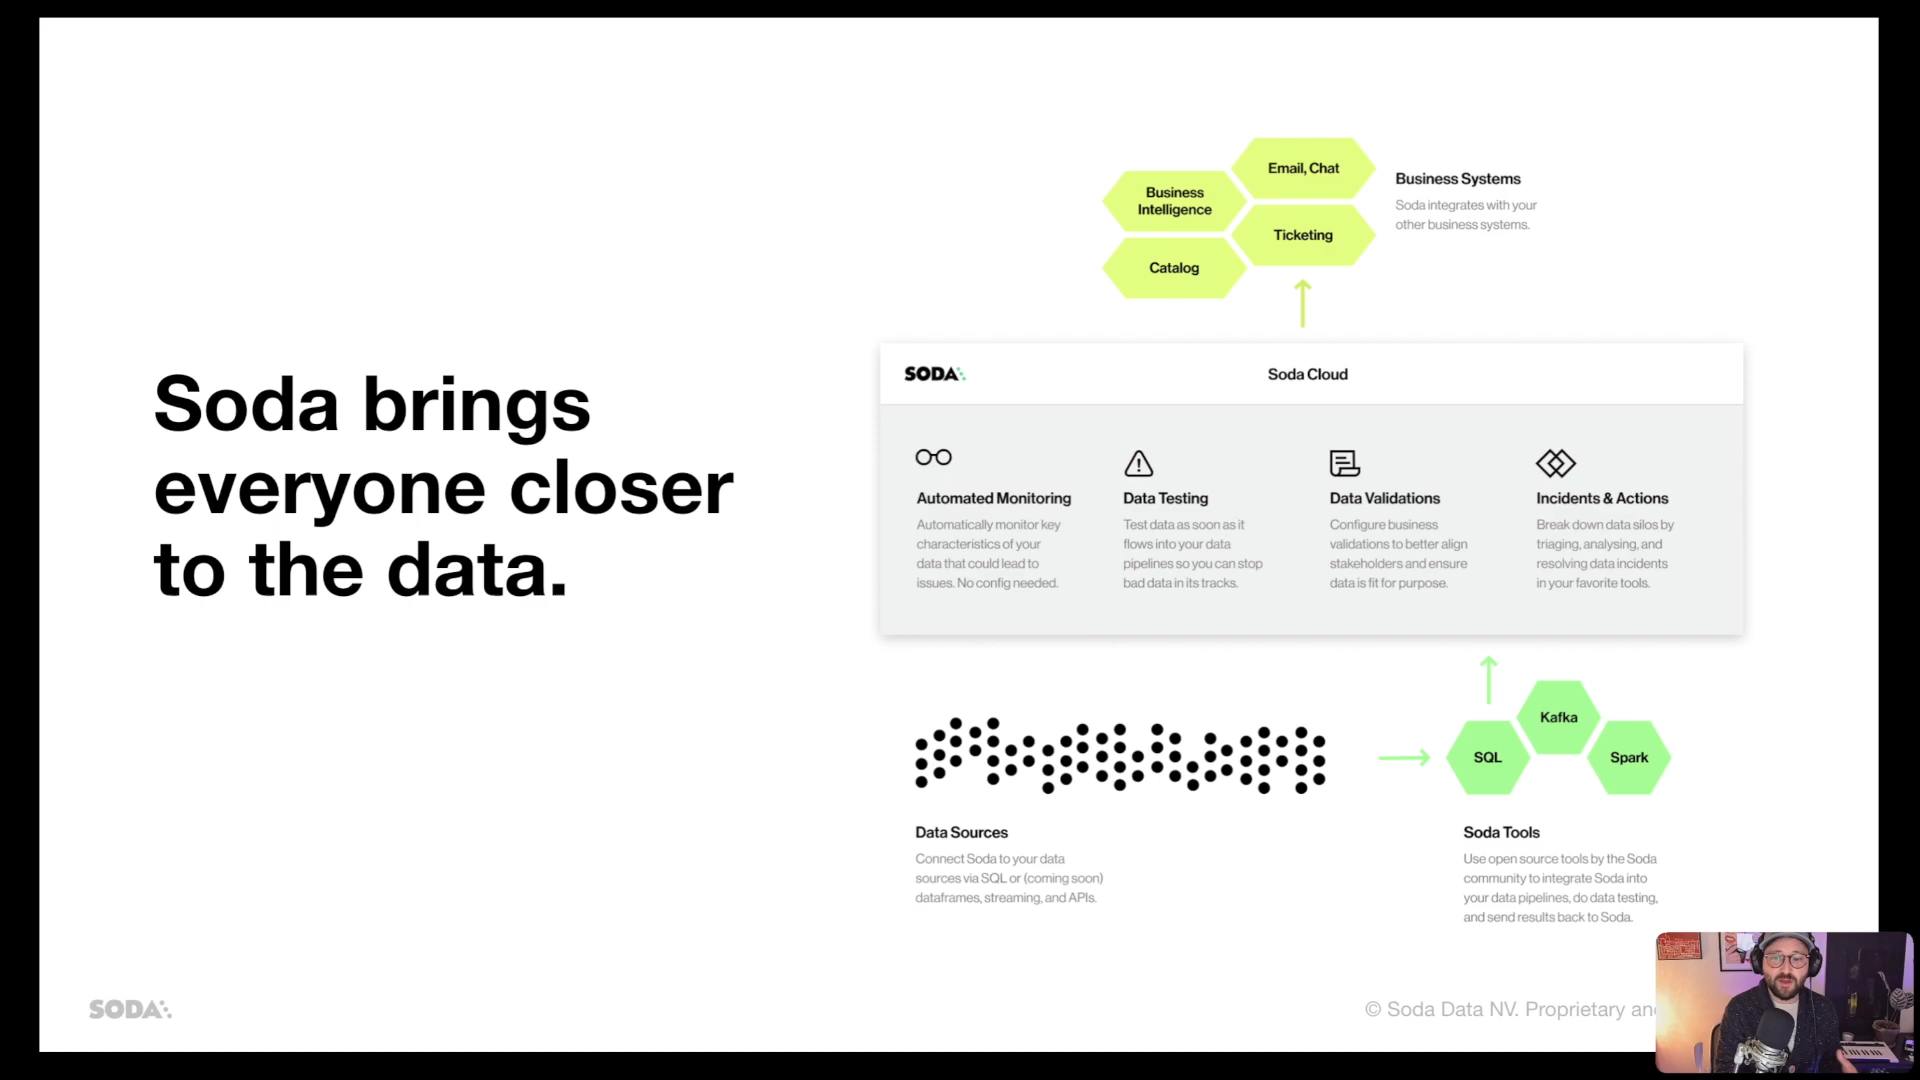 Soda brings
everyone closer
to the data.
Email, Chat
Business
Intelligence
Ticketing
Catalog
Business Systems
Soda integrates with your
other business systems.
SODA
Soda Cloud
Automated Monitoring
Automatically monitor key
characteristics of your
data that could lead to
issues. No config needed.
Data Testing
Test data as soon as it
flows into your data
pipelines so you can stop
bad data in its tracks.
Data Validations
Configure business
validations to better align
stakeholders and ensure
data is fit for purpose.
Incidents & Actions
Break down data silos by
triaging, analysing, and
resolving data incidents
in your favorite tools.
Kafka
SQL
Spark
Data Sources
Connect Soda to your data
sources via SQL or (coming soon)
dataframes, streaming, and APIs.
Soda Tools
Use open source tools by the Soda
community to integrate Soda into
your data pipelines, do data testing,
and send results back to Soda.
SODA
© Soda Data NV. Proprietary